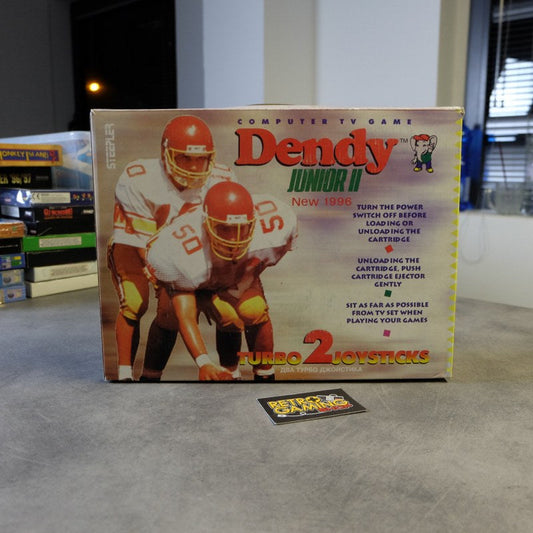 STEEPLER
COMPUTER TV GAME
Dendy™
JUNIOR II
New 1996
TURN THE POWER
SWITCH OFF BEFORE
LOADING OR
UNLOADING THE
CARTRIDGE
UNLOADING THE
CARTRIDGE, PUSH
CARTRIDGE EJECTOR
GENTLY
SIT AS FAR AS POSSIBLE
FROM TV SET WHEN
PLAYING YOUR GAMES
0
50
50
TURBO 2 JOYSTICKS
ДВА ТУРБО ДЖОЙСТИКА
RETRO
GAMING